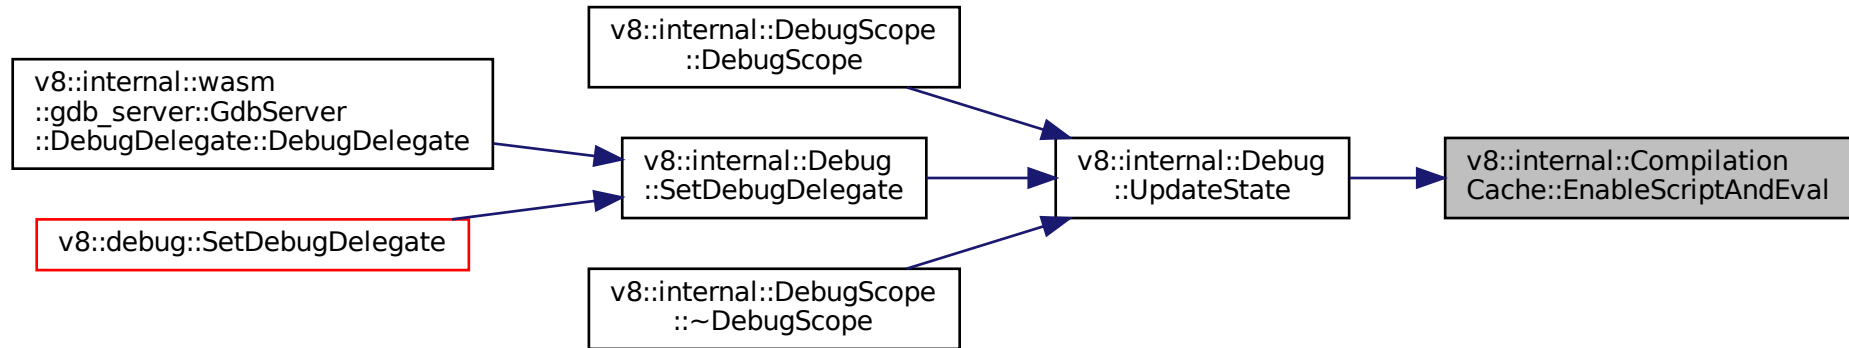 v8::internal::DebugScope
::DebugScope
v8::internal::wasm
::gdb_server::GdbServer
::DebugDelegate::DebugDelegate
v8::internal::Debug
::SetDebugDelegate
v8::internal::Debug
::UpdateState
v8::internal::Compilation
Cache::EnableScriptAndEval
v8::debug::SetDebugDelegate
v8::internal::DebugScope
::~DebugScope